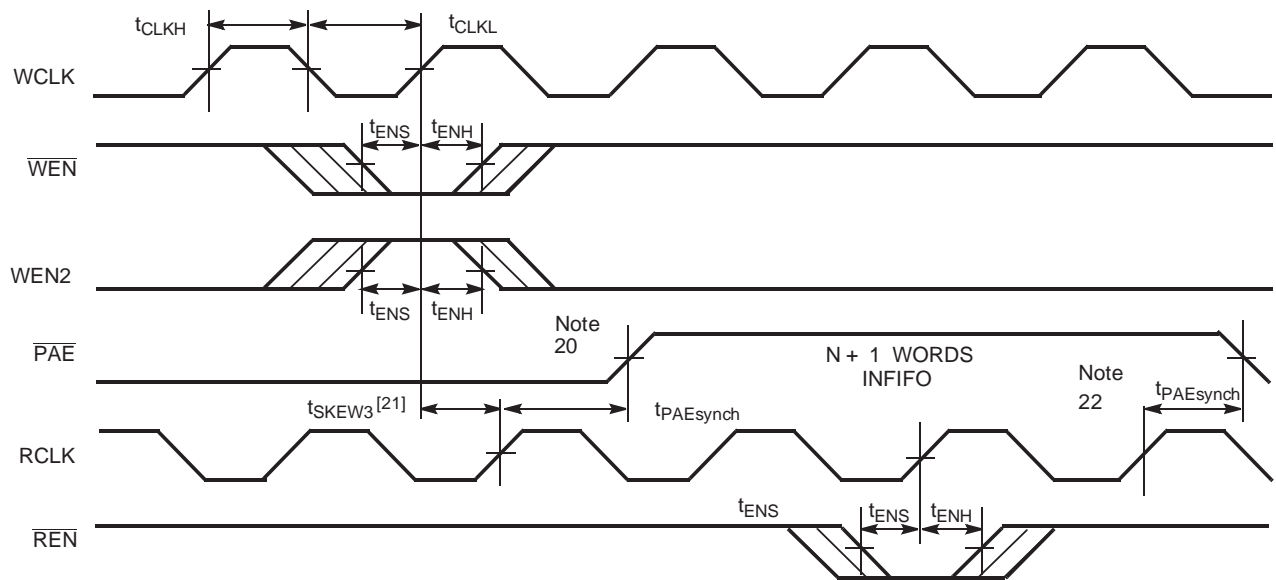 tCLKH
tCLKL
WCLK
tENS
tENH
WEN
WEN2
tENS
tENH
Note
20
PAE
N + 1 WORDS
INFIFO
Note
22
tSKEW3 [21]
tPAEsynch
tPAEsynch
RCLK
tENS
tENS
tENH
REN